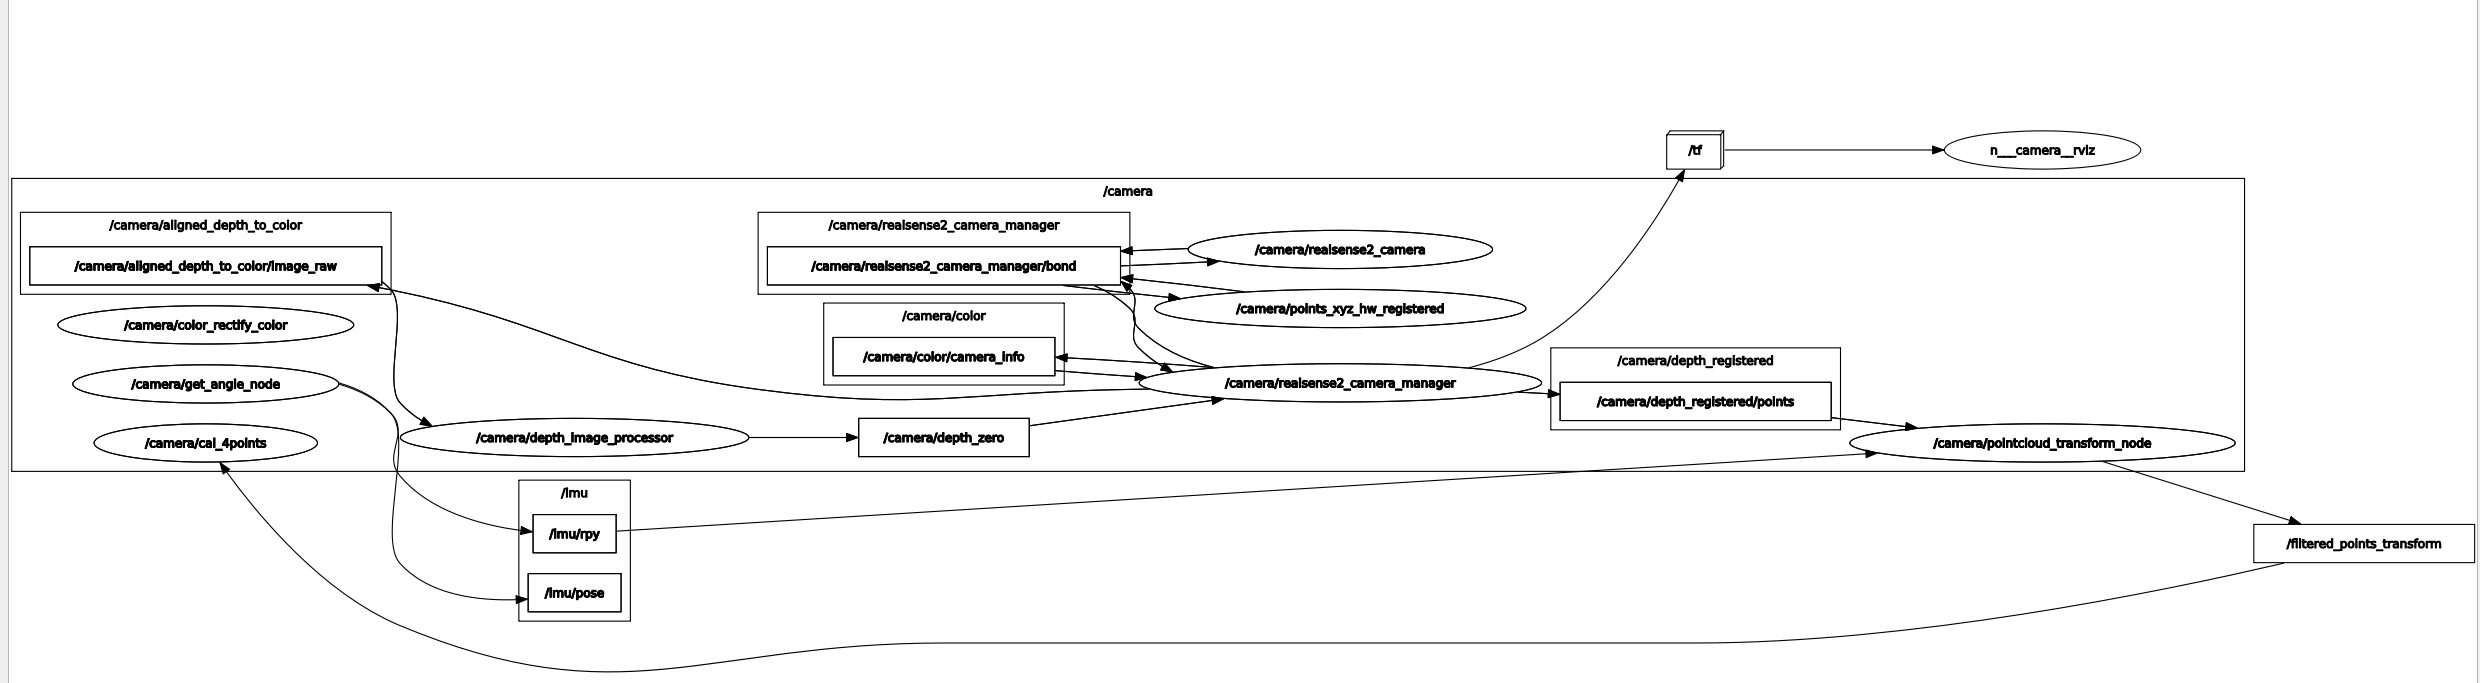 /tf
n___camera__rviz
/camera
/camera/aligned_depth_to_color
/camera/aligned_depth_to_color/image_raw
/camera/color_rectify_color
/camera/get_angle_node
/camera/cal_4points
/camera/depth_image_processor
/camera/realsense2_camera_manager
/camera/realsense2_camera_manager/bond
/camera/color
/camera/color/camera_info
/camera/depth_zero
/camera/realsense2_camera
/camera/points_xyz_hw_registered
/camera/realsense2_camera_manager
/camera/depth_registered
/camera/depth_registered/points
/camera/pointcloud_transform_node
/imu
/imu/rpy
/imu/pose
/filtered_points_transform